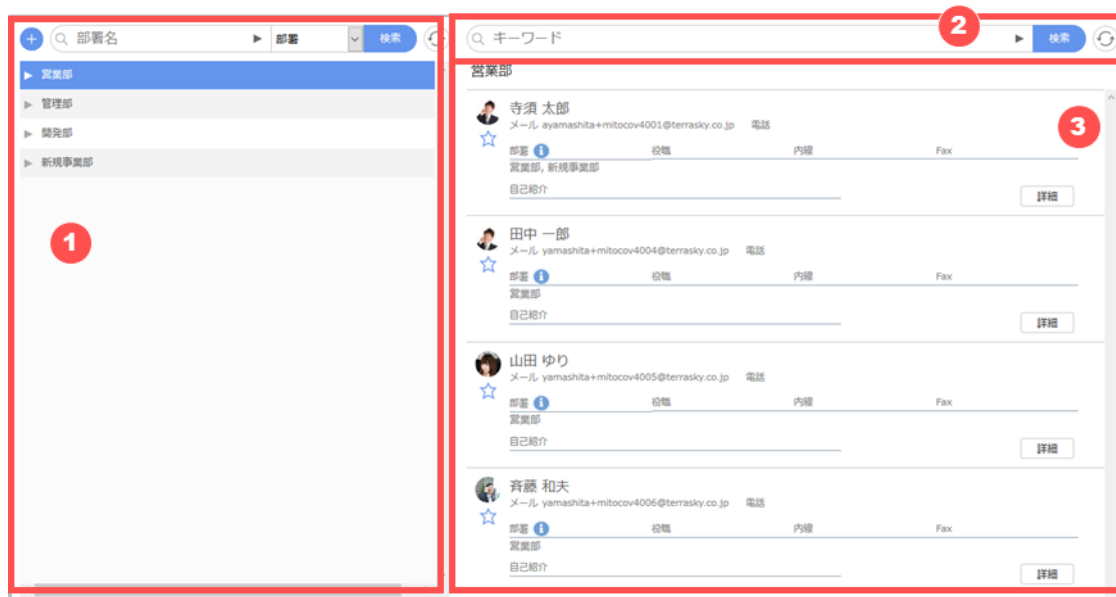 部署名 ▶ 部署 検索
▶ 営業部
▶ 管理部
▶ 開発部
▶ 新規事業部
1
キーワード 2 ▶ 検索
営業部
3
寺須 太郎
メール ayamashita+mitocov4001@terrasky.co.jp 電話
部署 役職 内線 Fax
営業部, 新規事業部
自己紹介
詳細
田中 一郎
メール yamashita+mitocov4004@terrasky.co.jp 電話
部署 役職 内線 Fax
営業部
自己紹介
詳細
山田 ゆり
メール yamashita+mitocov4005@terrasky.co.jp 電話
部署 役職 内線 Fax
営業部
自己紹介
詳細
斉藤 和夫
メール yamashita+mitocov4006@terrasky.co.jp 電話
部署 役職 内線 Fax
営業部
自己紹介
詳細